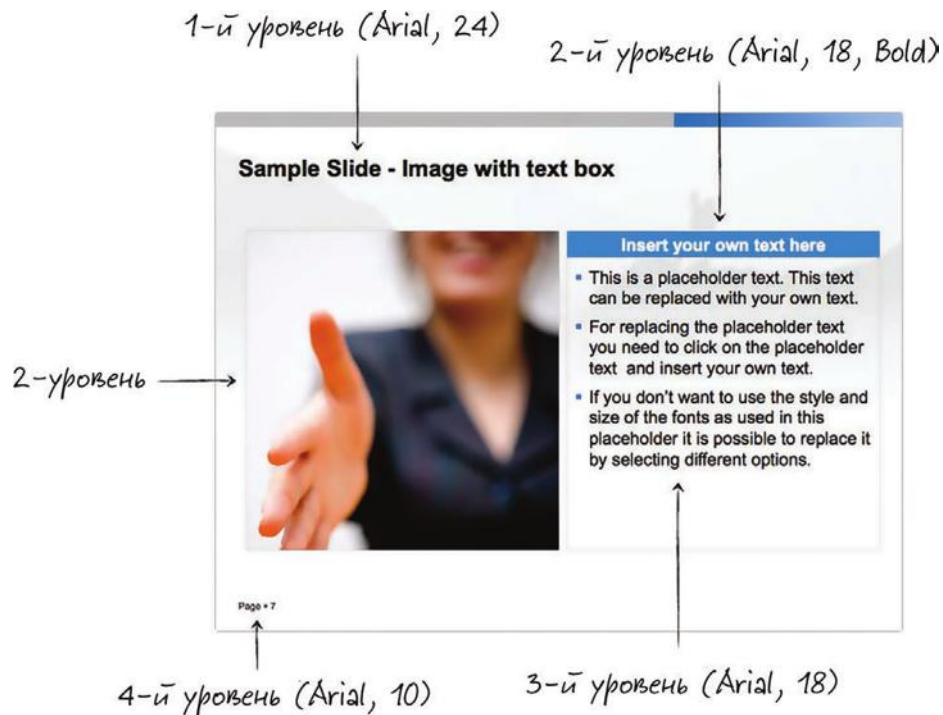 1-й уровень (Arial, 24)
2-й уровень (Arial, 18, Bold)
Sample Slide - Image with text box
Insert your own text here
▪ This is a placeholder text. This text
can be replaced with your own text.
▪ For replacing the placeholder text
you need to click on the placeholder
text and insert your own text.
▪ If you don't want to use the style and
size of the fonts as used in this
placeholder it is possible to replace it
by selecting different options.
2-уровень
Page ▪ 7
4-й уровень (Arial, 10)
3-й уровень (Arial, 18)